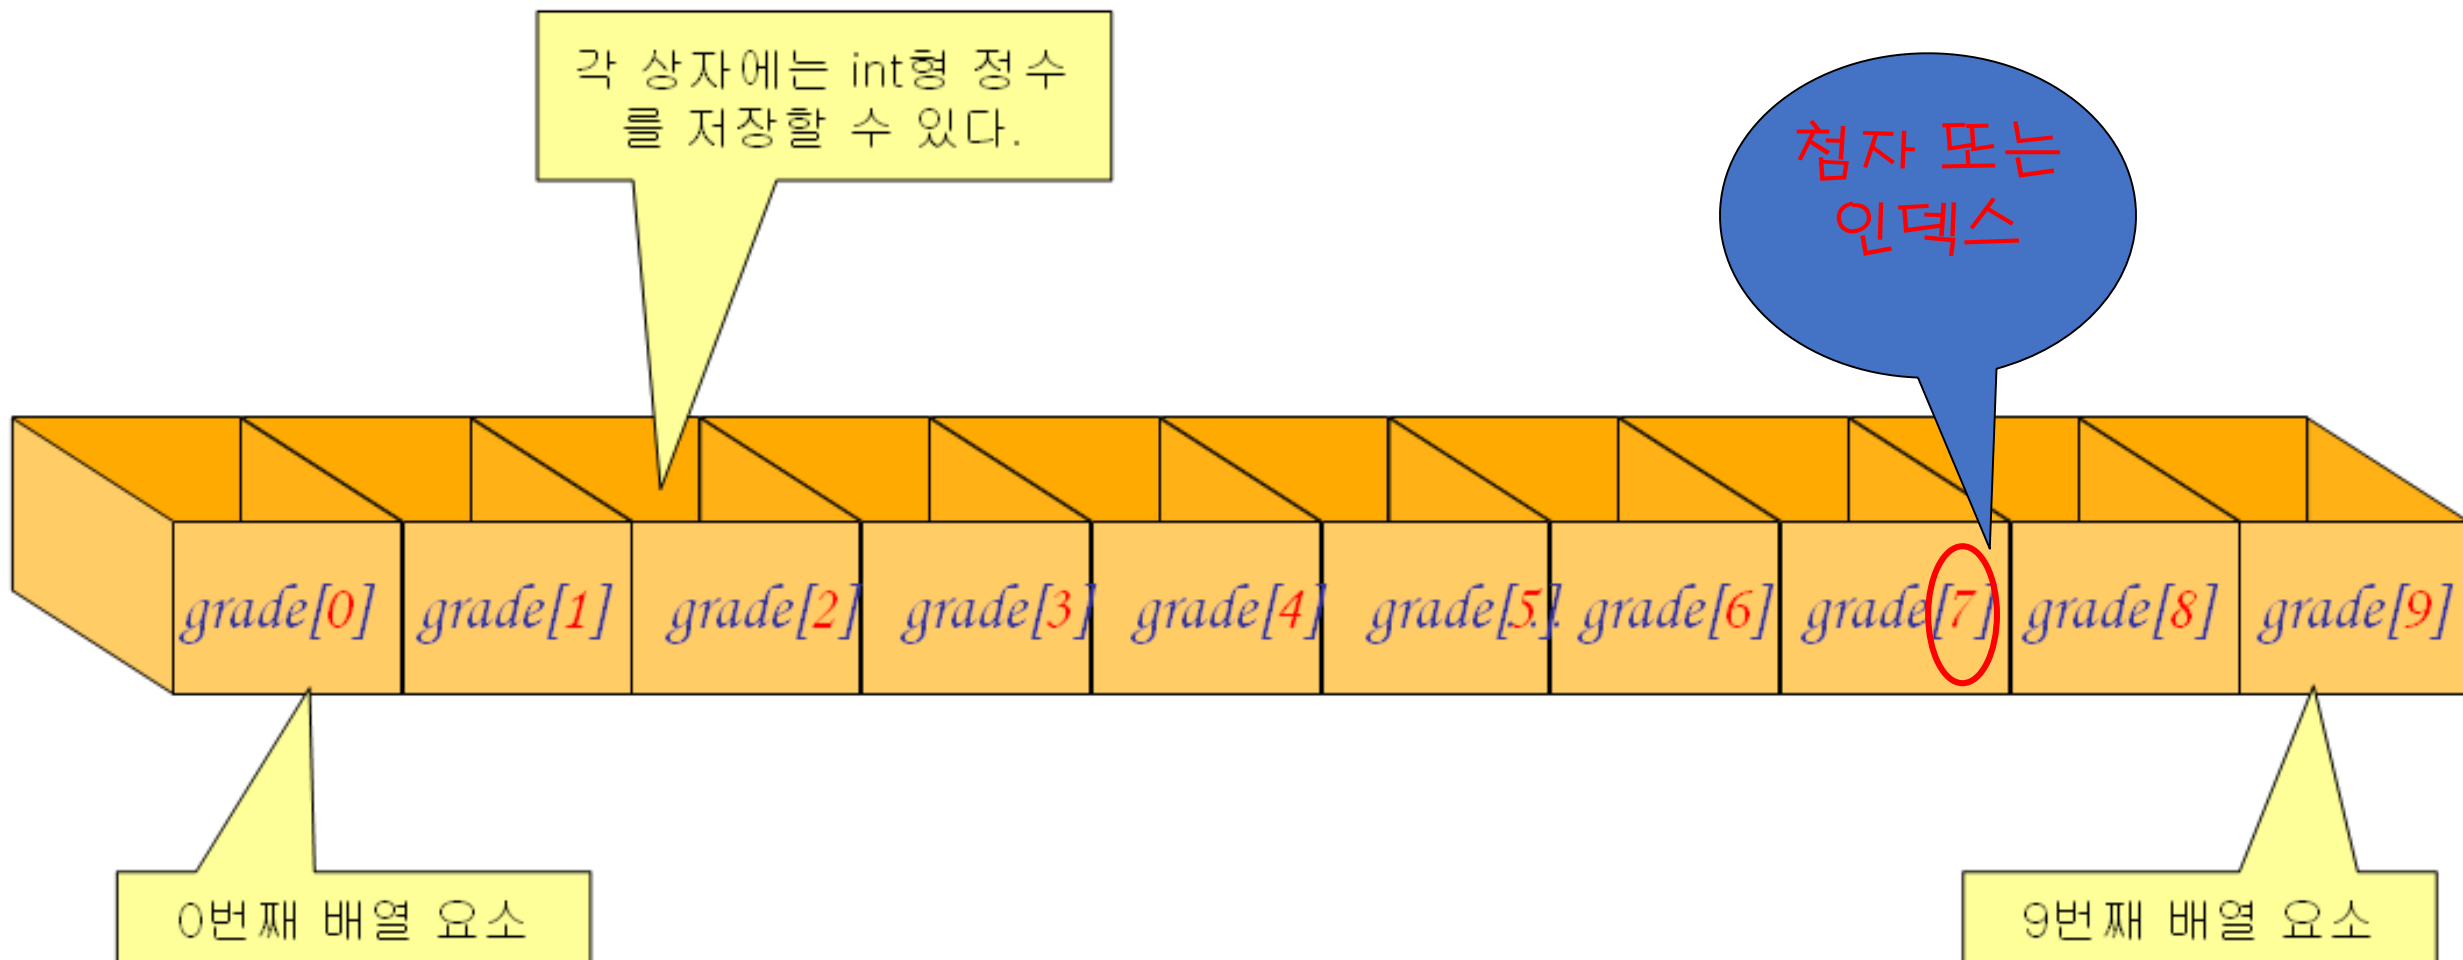 각 상자에는 int형 정수
를 저장할 수 있다.
첨자 또는
인덱스
grade[0] grade[1] grade[2] grade[3] grade[4] grade[5]. grade[6] grade[7] grade[8] grade[9]
0번째 배열 요소
9번째 배열 요소